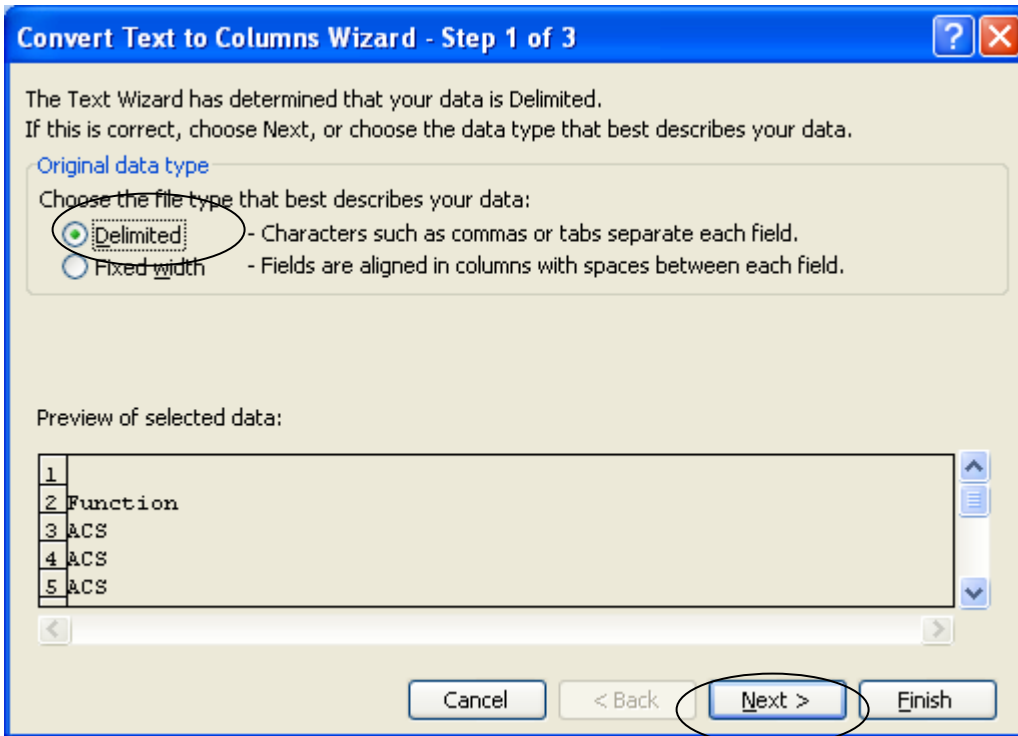 Convert Text to Columns Wizard - Step 1 of 3
The Text Wizard has determined that your data is Delimited.
If this is correct, choose Next, or choose the data type that best describes your data.
Original data type
Choose the file type that best describes your data:
Delimited - Characters such as commas or tabs separate each field.
Fixed width - Fields are aligned in columns with spaces between each field.
Preview of selected data:
1
2 Function
3 ACS
4 ACS
5 ACS
Cancel < Back Next > Finish